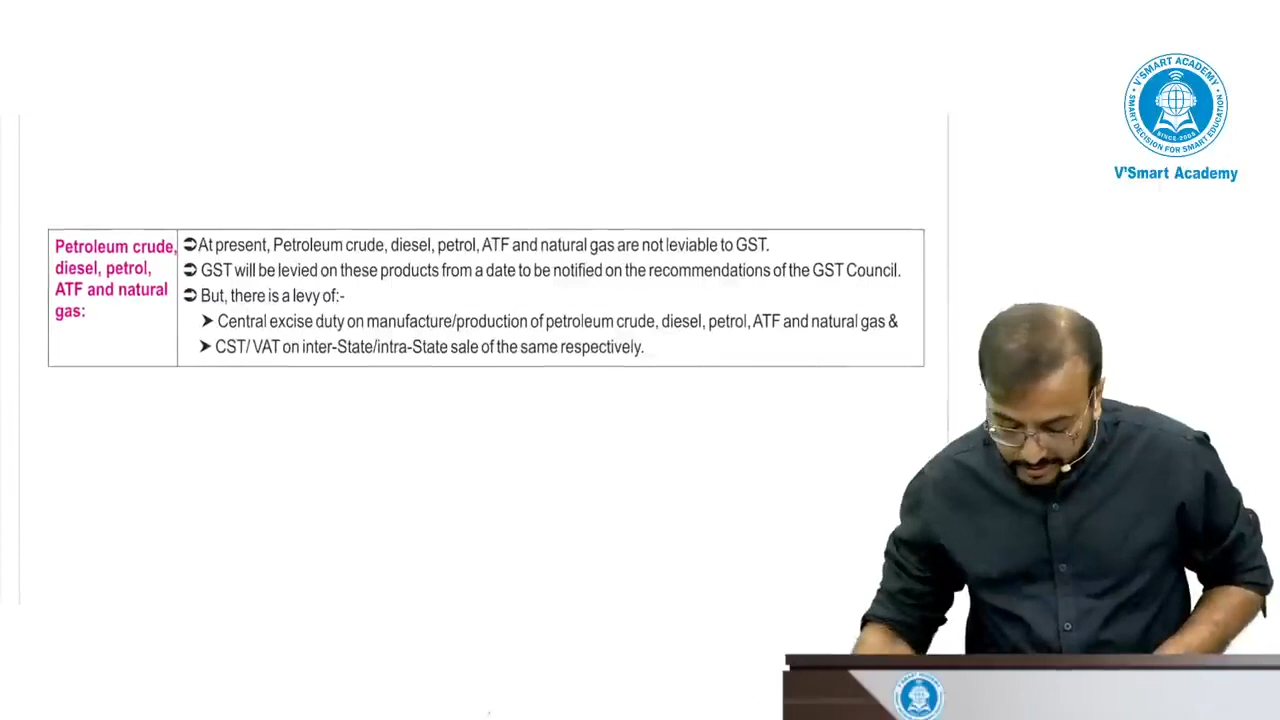 V'SMART ACADEMY
SMART DECISION FOR SMART EDUCATION
SINCE-2005
V'Smart Academy
Petroleum crude,
diesel, petrol,
ATF and natural
gas:
➲At present, Petroleum crude, diesel, petrol, ATF and natural gas are not leviable to GST.
➲ GST will be levied on these products from a date to be notified on the recommendations of the GST Council.
➲ But, there is a levy of:-
➤ Central excise duty on manufacture/production of petroleum crude, diesel, petrol, ATF and natural gas &
➤ CST/ VAT on inter-State/intra-State sale of the same respectively.